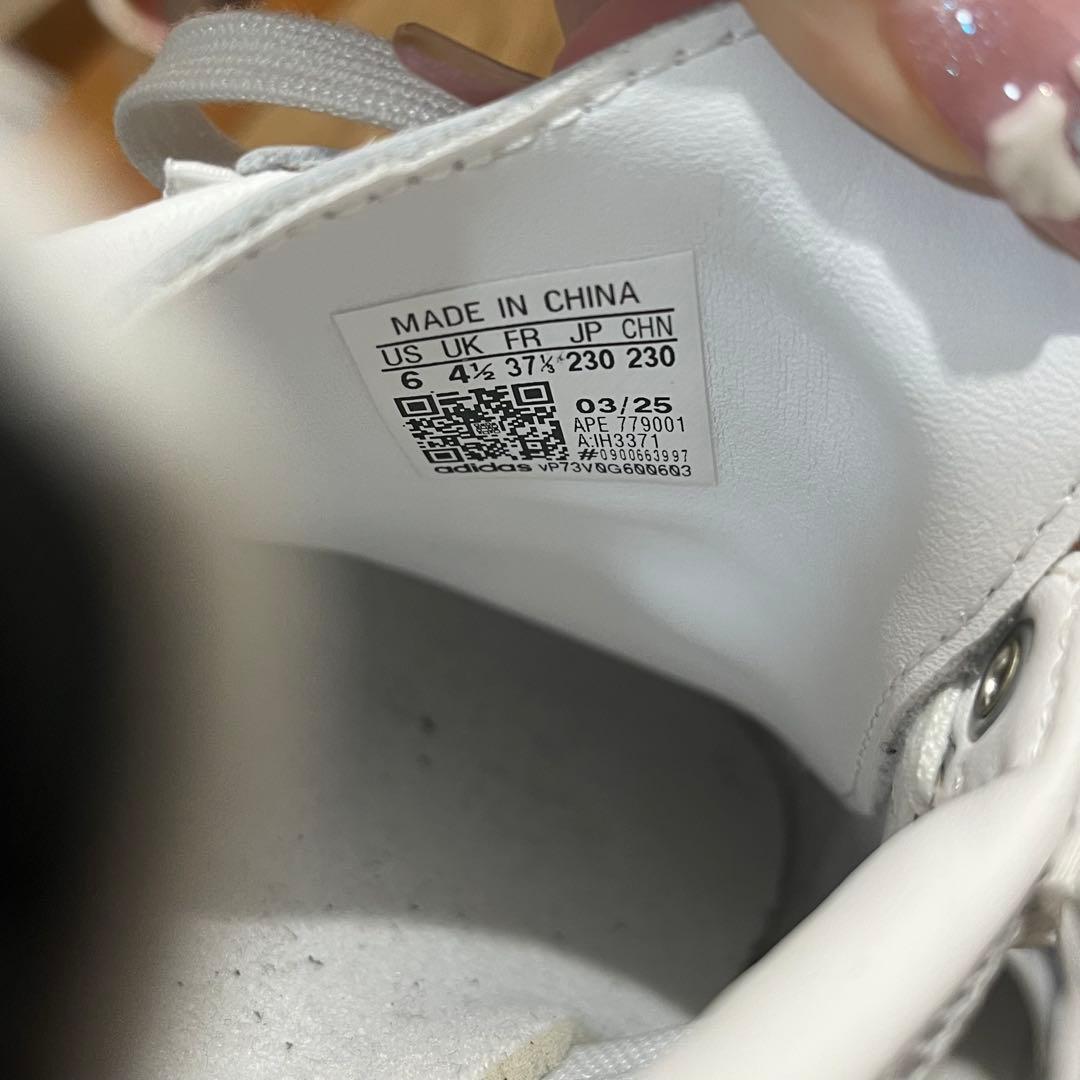 MADE IN CHINA
US UK FR JP CHN
6 4½ 37⅓ 230 230
03/25
APE 779001
A:IH3371
#0900663997
adidas vP73V0G600603